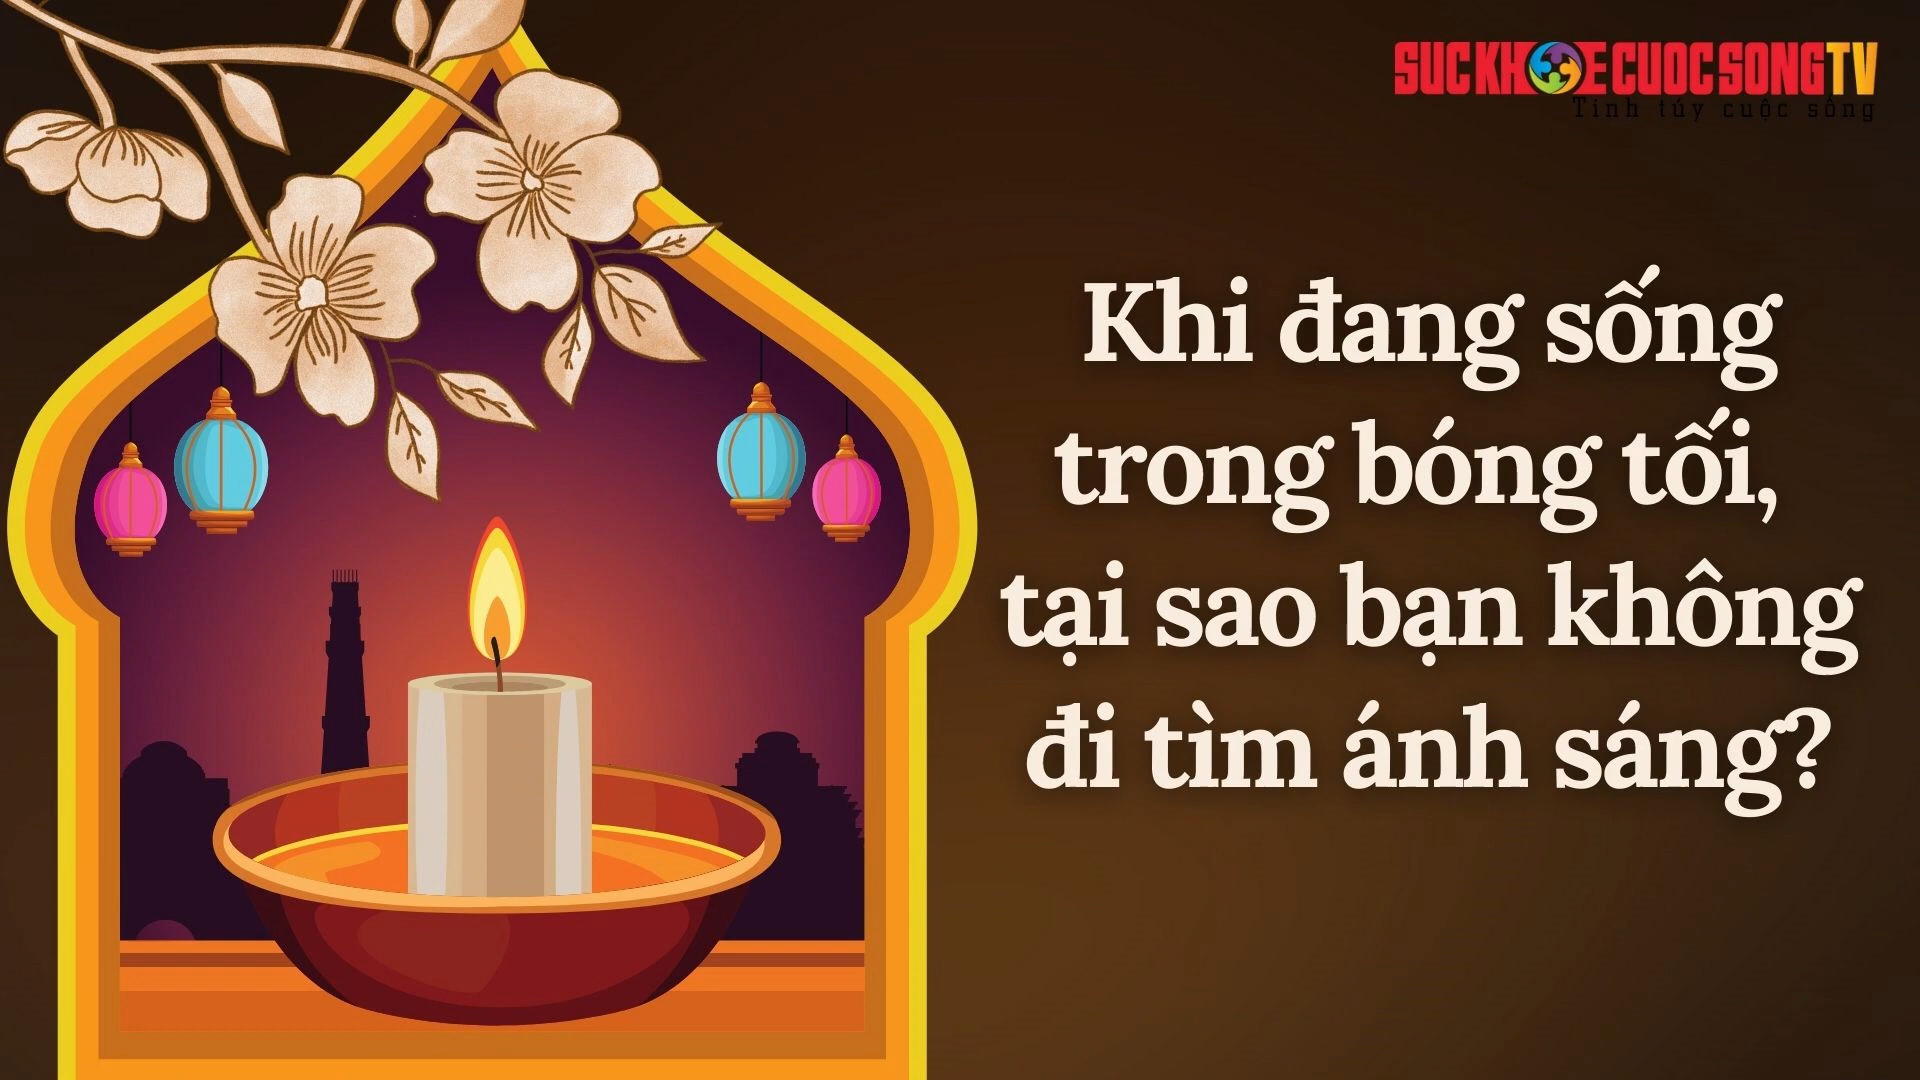 SUCKHOECUOCSONGTV
Tinh túy cuộc sống
Khi đang sống
trong bóng tối,
tại sao bạn không
đi tìm ánh sáng?